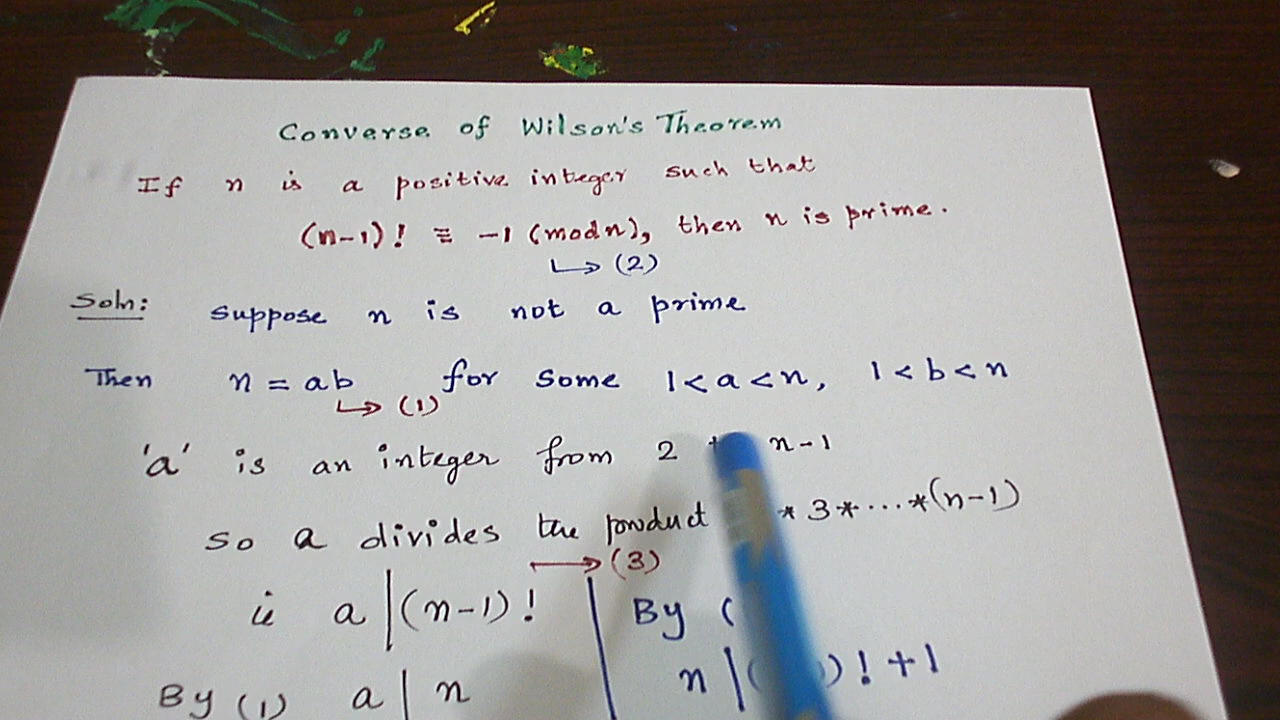 Converse of Wilson's Theorem
If n is a positive integer such that
(n-1)! ≡ -1 (mod n), then n is prime.
↳ (2)
Soln: Suppose n is not a prime
Then n = ab for some 1<a<n, 1<b<n
↳ (1)
'a' is an integer from 2 n-1
So a divides the product * 3 * ... * (n-1)
→ (3)
ie a | (n-1)!
By (
By (1) a | n
n | ( )! + 1